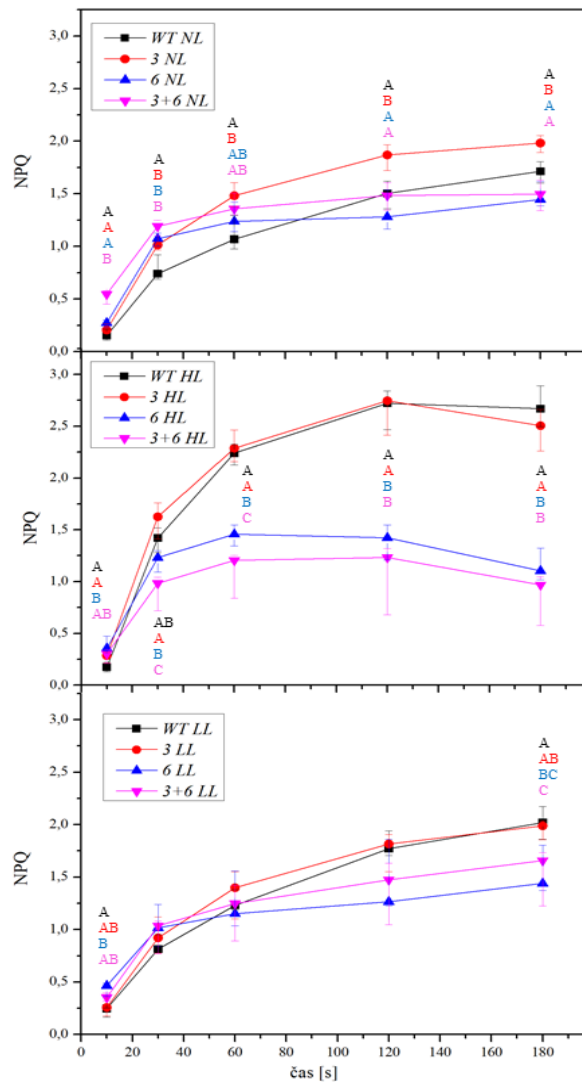 3,0
2,5
2,0
1,5
1,0
0,5
0,0
NPQ
WT NL
3 NL
6 NL
3+6 NL
A
A
A
B
A
B
B
B
A
B
AB
AB
A
B
A
A
A
B
A
A
3,0
2,5
2,0
1,5
1,0
0,5
0,0
NPQ
WT HL
3 HL
6 HL
3+6 HL
A
A
B
AB
AB
A
B
C
A
A
B
C
A
A
B
B
A
A
B
B
3,0
2,5
2,0
1,5
1,0
0,5
0,0
NPQ
WT LL
3 LL
6 LL
3+6 LL
A
AB
B
AB
A
AB
BC
C
0 20 40 60 80 100 120 140 160 180
čas [s]